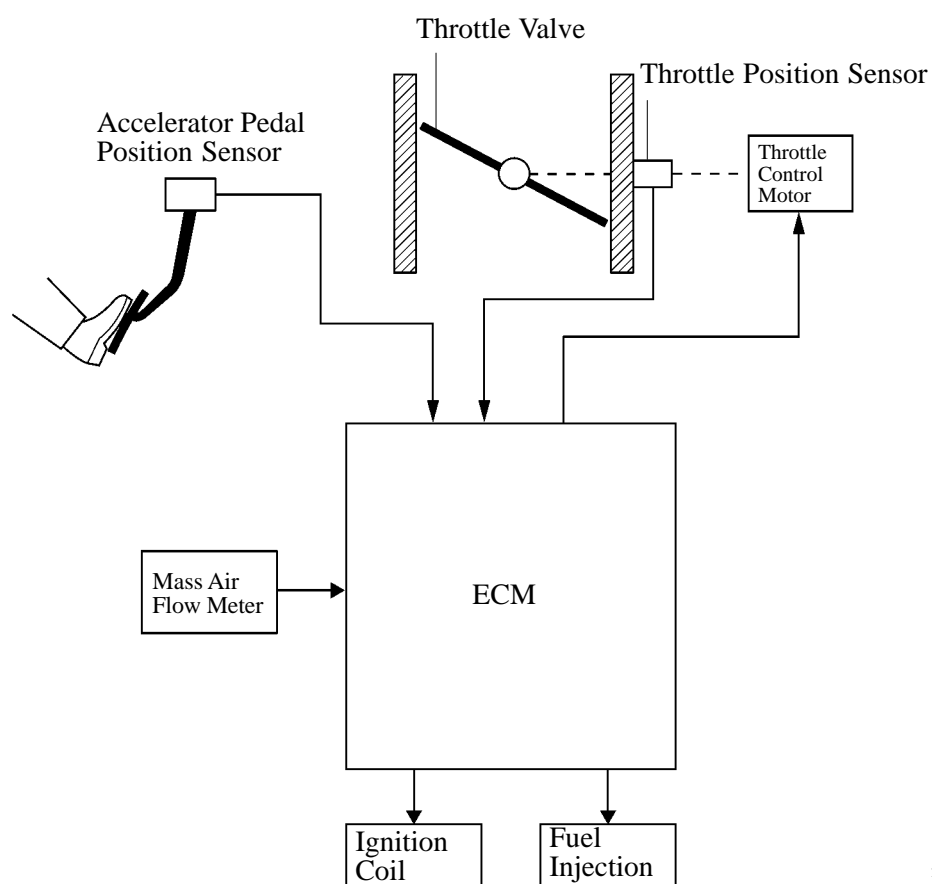 Throttle Valve
Throttle Position Sensor
Accelerator Pedal
Position Sensor
Throttle
Control
Motor
Mass Air
Flow Meter
ECM
Ignition
Coil
Fuel
Injection